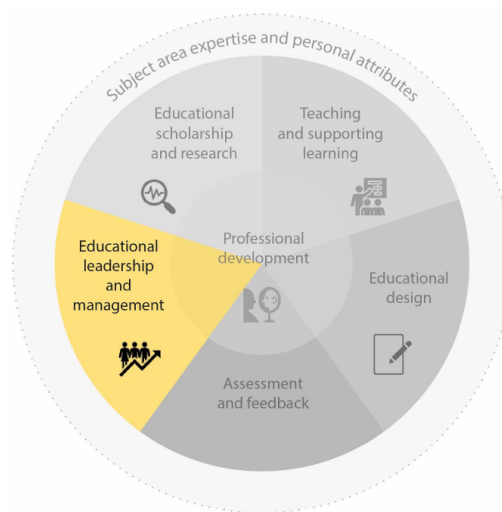 Subject area expertise and personal attributes
Educational
scholarship
and research
Teaching
and supporting
learning
Educational
leadership
and
management
Professional
development
Educational
design
Assessment
and feedback